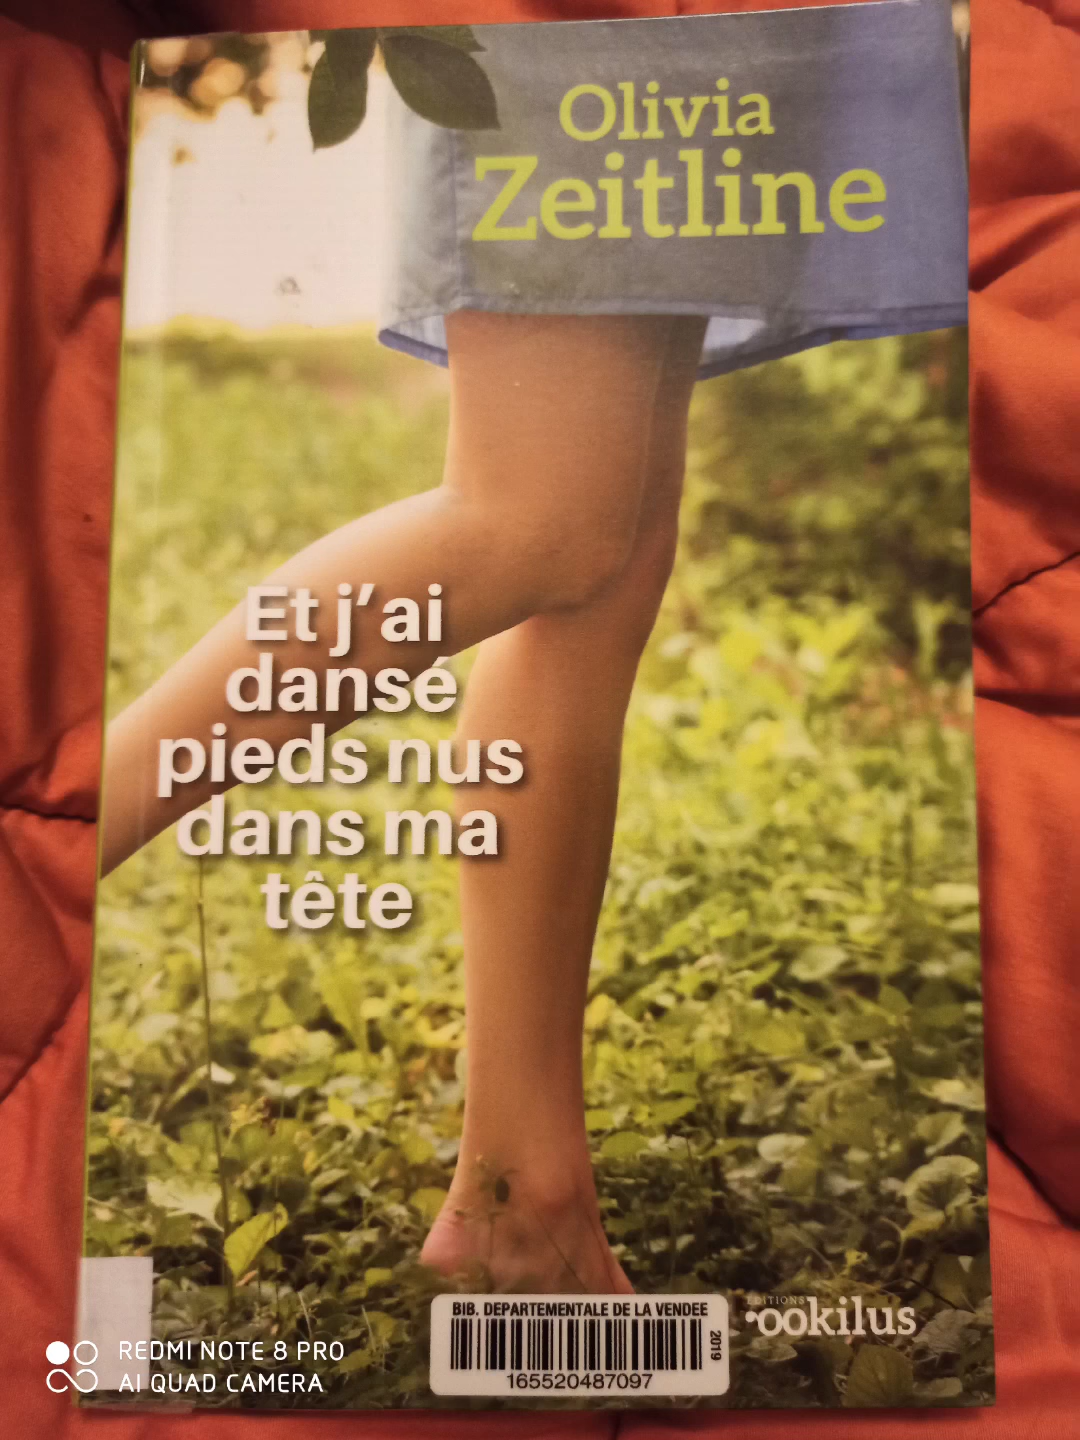 Olivia
Zeitline
Et j'ai
dansé
pieds nus
dans ma
tête
BIB. DEPARTEMENTALE DE LA VENDEE
2019
165520487097
ÉDITIONS
ookilus
REDMI NOTE 8 PRO
AI QUAD CAMERA